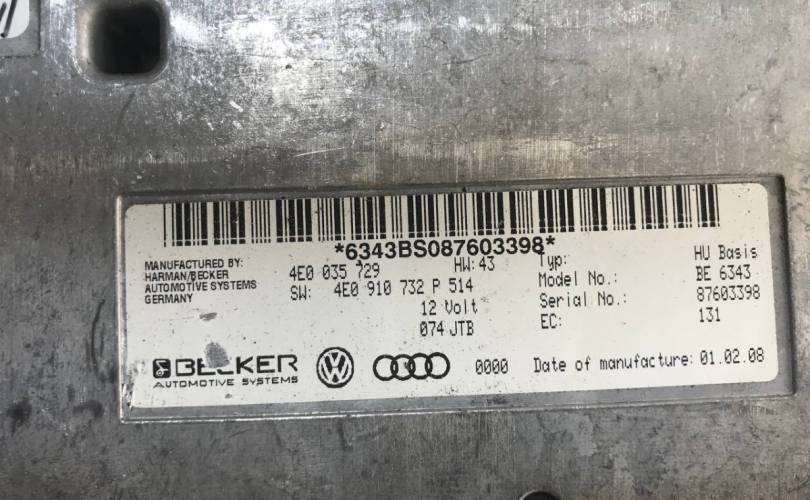 *6343BS087603398*
MANUFACTURED BY:
HARMAN/BECKER
AUTOMOTIVE SYSTEMS
GERMANY
4E0 035 729 HW: 43
SW: 4E0 910 732 P 514
12 Volt
074 JTB
Typ: HU Basis
Model No.: BE 6343
Serial No.: 87603398
EC: 131
BECKER
AUTOMOTIVE SYSTEMS
0000 Date of manufacture: 01.02.08